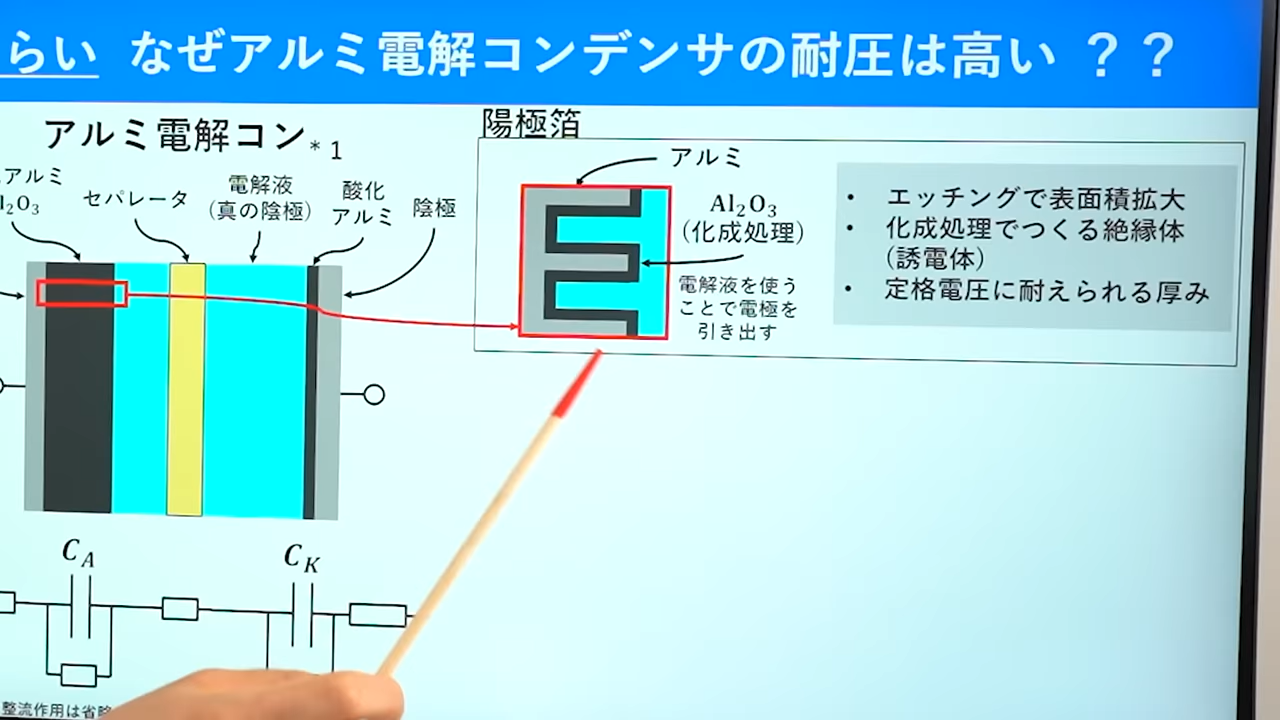 らい なぜアルミ電解コンデンサの耐圧は高い ？？
アルミ電解コン*1
アルミ
セパレータ
電解液
(真の陰極)
酸化
アルミ
陰極
陽極箔
アルミ
Al₂O₃
(化成処理)
電解液を使う
ことで電極を
引き出す
• エッチングで表面積拡大
• 化成処理でつくる絶縁体
(誘電体)
• 定格電圧に耐えられる厚み
C_A
C_K
整流作用は省略